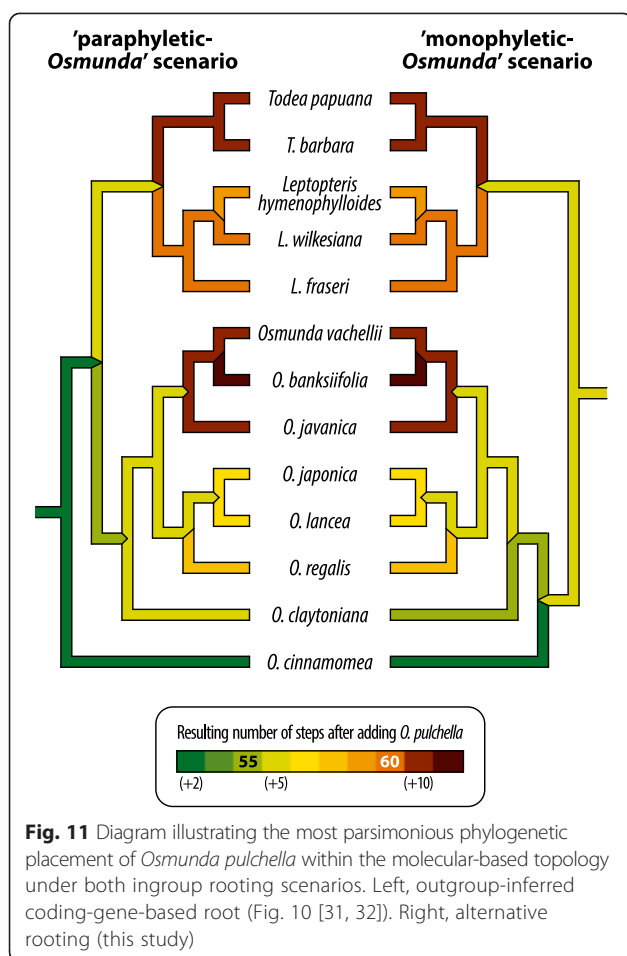 'paraphyletic-
Osmunda' scenario
'monophyletic-
Osmunda' scenario
Todea papuana
T. barbara
Leptopteris
hymenophylloides
L. wilkesiana
L. fraseri
Osmunda vachellii
O. banksiifolia
O. javanica
O. japonica
O. lancea
O. regalis
O. claytoniana
O. cinnamomea
Resulting number of steps after adding O. pulchella
55 60
(+2) (+5) (+10)
Fig. 11 Diagram illustrating the most parsimonious phylogenetic
placement of Osmunda pulchella within the molecular-based topology
under both ingroup rooting scenarios. Left, outgroup-inferred
coding-gene-based root (Fig. 10 [31, 32]). Right, alternative
rooting (this study)